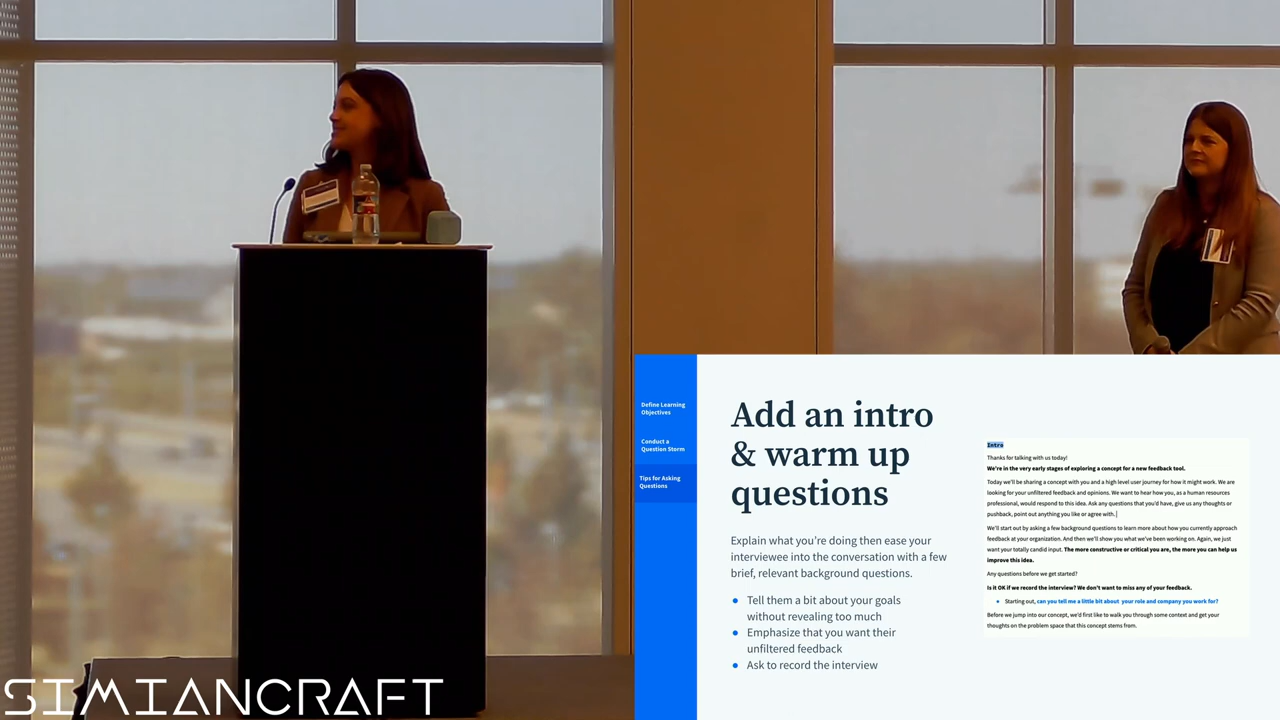 SIMIANCRAFT
Define Learning
Objectives
Conduct a
Question Storm
Tips for Asking
Questions
Add an intro
& warm up
questions
Explain what you're doing then ease your
interviewee into the conversation with a few
brief, relevant background questions.
• Tell them a bit about your goals
without revealing too much
• Emphasize that you want their
unfiltered feedback
• Ask to record the interview
Intro
Thanks for talking with us today!
We're in the very early stages of exploring a concept for a new feedback tool.
Today we'll be sharing a concept with you and a high level user journey for how it might work. We are
looking for your unfiltered feedback and opinions. We want to hear how you, as a human resources
professional, would respond to this idea. Ask any questions that you'd have, give us any thoughts or
pushback, point out anything you like or agree with.
We'll start out by asking a few background questions to learn more about how you currently approach
feedback at your organization. And then we'll show you what we've been working on. Again, we just
want your totally candid input. The more constructive or critical you are, the more you can help us
improve this idea.
Any questions before we get started?
Is it OK if we record the interview? We don't want to miss any of your feedback.
• Starting out, can you tell me a little bit about your role and company you work for?
Before we jump into our concept, we'd first like to walk you through some context and get your
thoughts on the problem space that this concept stems from.